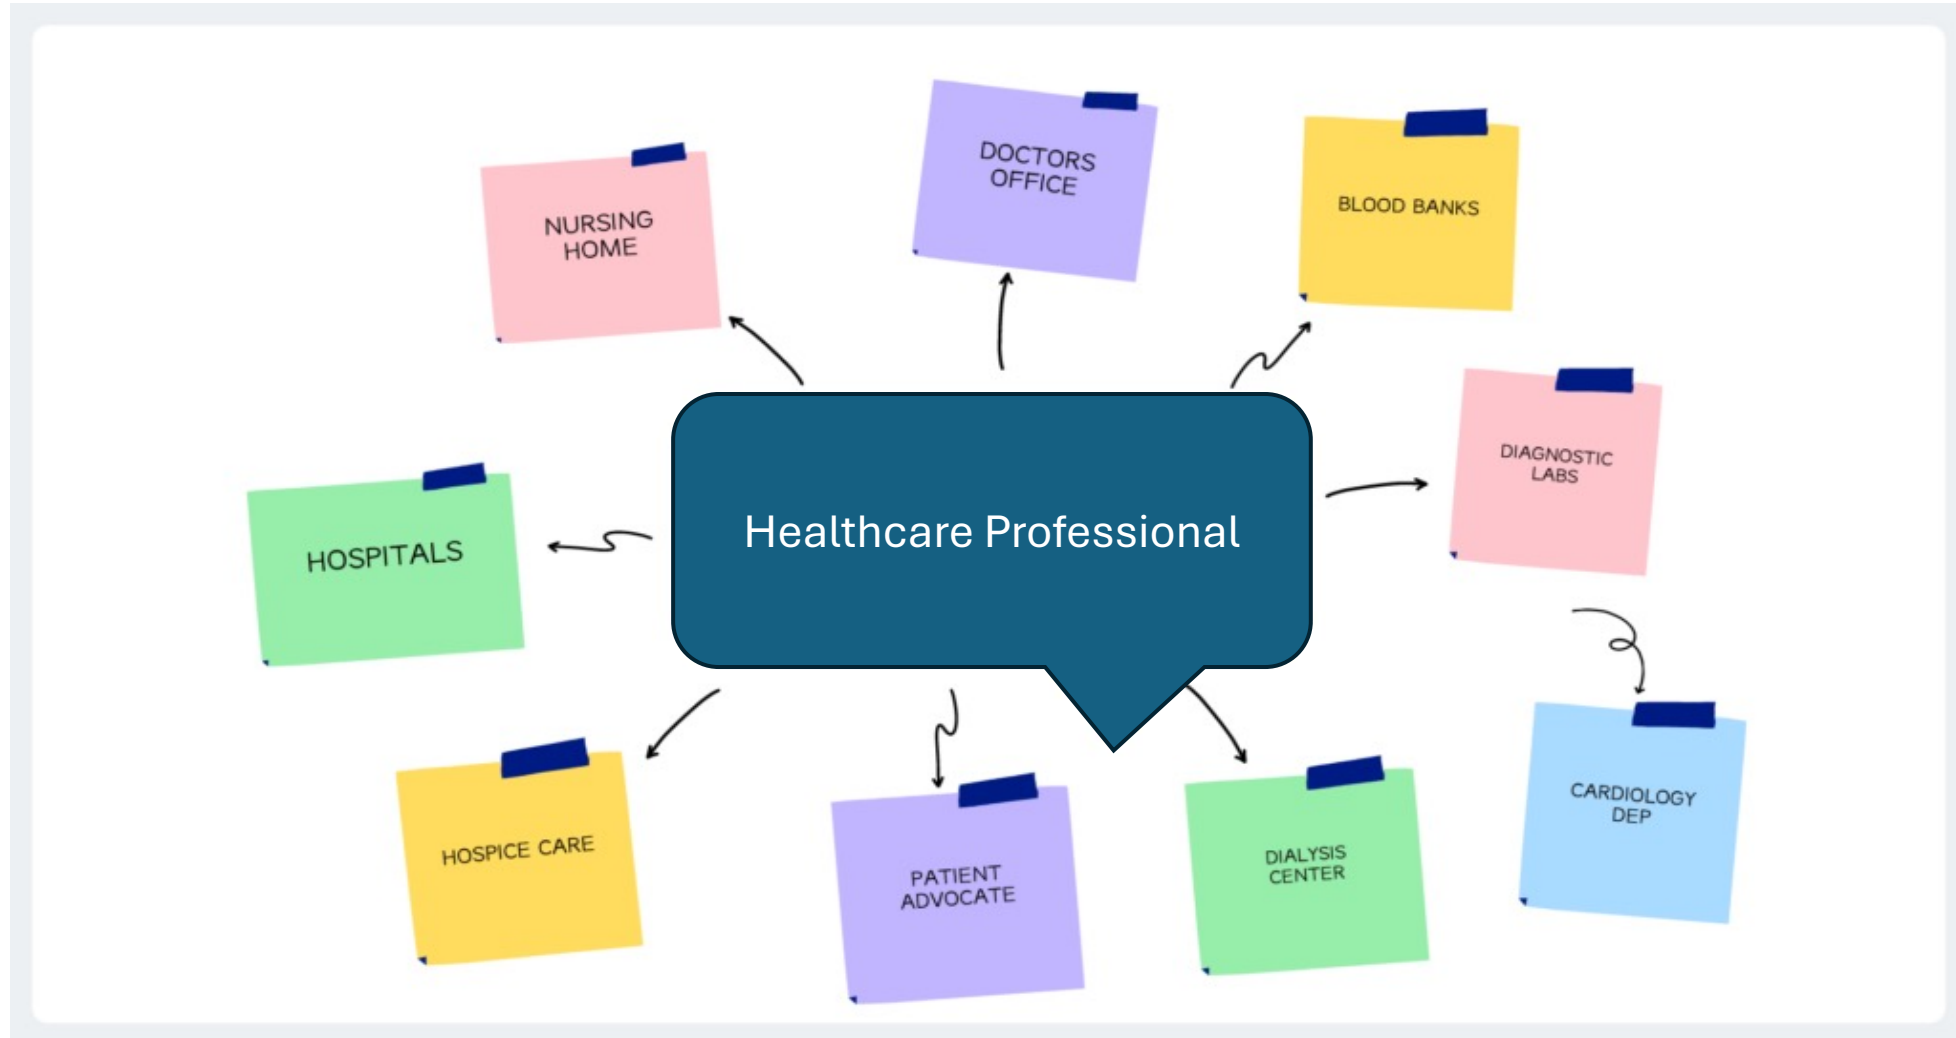 DOCTORS
OFFICE
BLOOD BANKS
NURSING
HOME
DIAGNOSTIC
LABS
Healthcare Professional
HOSPITALS
CARDIOLOGY
DEP
HOSPICE CARE
PATIENT
ADVOCATE
DIALYSIS
CENTER